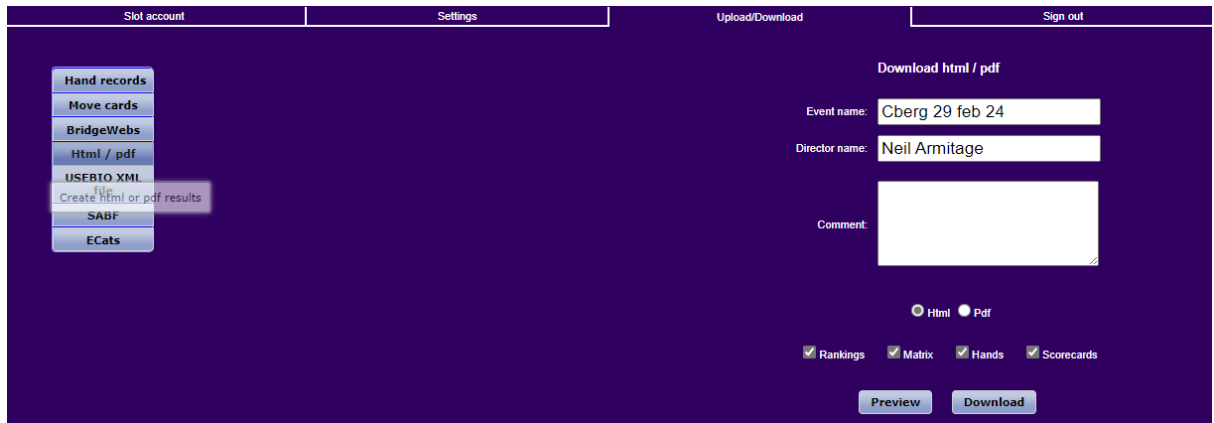 Slot account Settings Upload/Download Sign out
Hand records
Move cards
BridgeWebs
Html / pdf
USEBIO XML
file
Create html or pdf results
SABF
ECats
Download html / pdf
Event name: Cberg 29 feb 24
Director name: Neil Armitage
Comment:
Html Pdf
Rankings Matrix Hands Scorecards
Preview Download